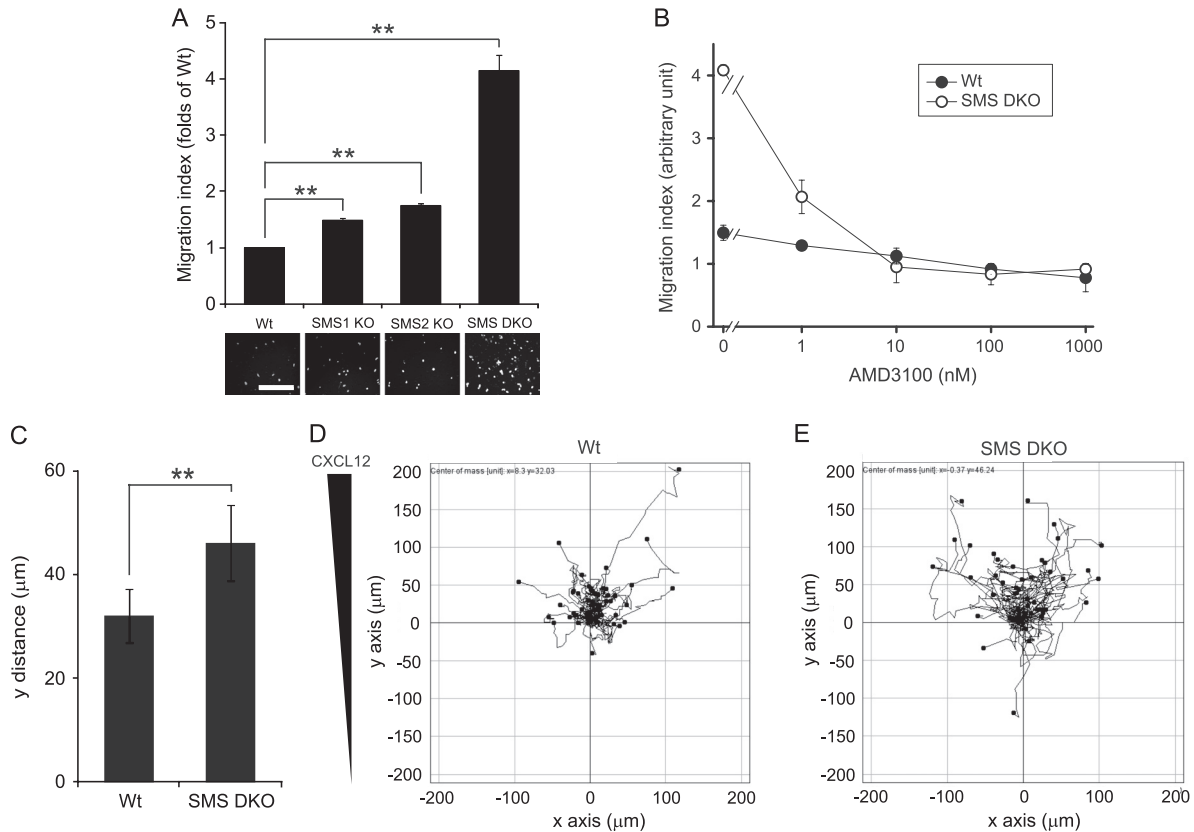 A
Migration index (folds of Wt)
5
4
3
2
1
0
**
**
**
Wt
SMS1 KO
SMS2 KO
SMS DKO
B
Migration index (arbitrary unit)
4
3
2
1
0
Wt
SMS DKO
0
1
10
100
1000
AMD3100 (nM)
C
y distance (μm)
60
40
20
0
**
Wt
SMS DKO
D
CXCL12
Wt
Center of mass [unit]: x=8.3 y=32.03
y axis (μm)
200
150
100
50
0
-50
-100
-150
-200
-200
-100
0
100
200
x axis (μm)
E
SMS DKO
Center of mass [unit]: x=-0.37 y=46.24
y axis (μm)
200
150
100
50
0
-50
-100
-150
-200
-200
-100
0
100
200
x axis (μm)